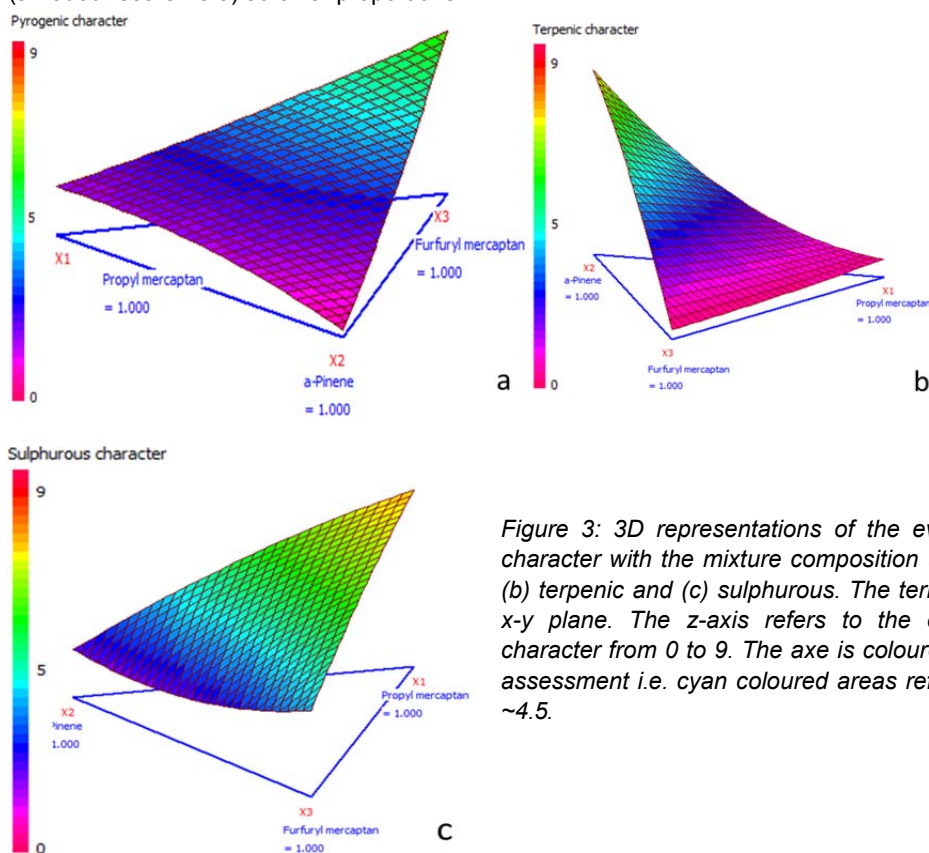 Pyrogenic character
9
5
0
X1
Propyl mercaptan
= 1.000
X3
Furfuryl mercaptan
= 1.000
X2
a-Pinene
= 1.000
a
Terpenic character
9
5
0
X2
a-Pinene
= 1.000
X1
Propyl mercaptan
= 1.000
X3
Furfuryl mercaptan
= 1.000
b
Sulphurous character
9
5
0
X2
Pinene
1.000
X1
Propyl mercaptan
= 1.000
X3
Furfuryl mercaptan
= 1.000
c
Figure 3: 3D representations of the ev
character with the mixture composition
(b) terpenic and (c) sulphurous. The ter
x-y plane. The z-axis refers to the
character from 0 to 9. The axe is coloure
assessment i.e. cyan coloured areas ref
~4.5.